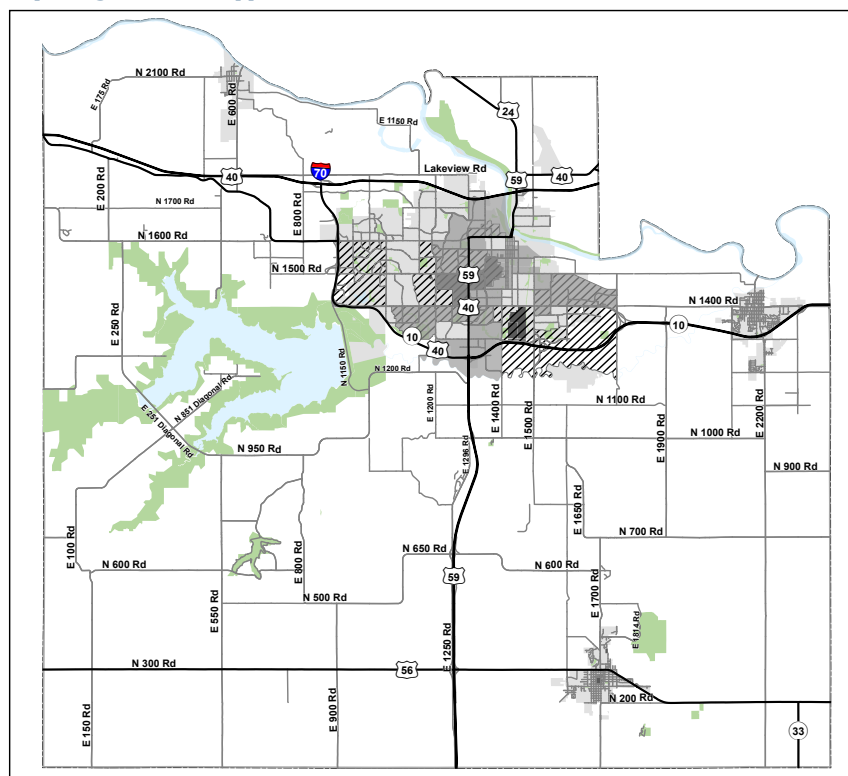 N 2100 Rd
E 175 Rd
E 600 Rd
24
E 1150 Rd
Lakeview Rd
70
40
59
40
E 200 Rd
N 1700 Rd
E 800 Rd
N 1600 Rd
N 1500 Rd
59
E 250 Rd
40
N 1400 Rd
10
10
40
N 1150 Rd
N 1200 Rd
N 851 Diagonal Rd
E 251 Diagonal Rd
E 1200 Rd
E 1400 Rd
E 1500 Rd
N 1100 Rd
E 1900 Rd
E 2200 Rd
N 1000 Rd
N 950 Rd
E 1296 Rd
N 900 Rd
E 1650 Rd
E 100 Rd
N 700 Rd
N 650 Rd
N 600 Rd
E 800 Rd
N 600 Rd
59
E 550 Rd
N 500 Rd
E 1700 Rd
E 1814 Rd
E 1250 Rd
N 300 Rd
56
N 200 Rd
E 150 Rd
E 900 Rd
33